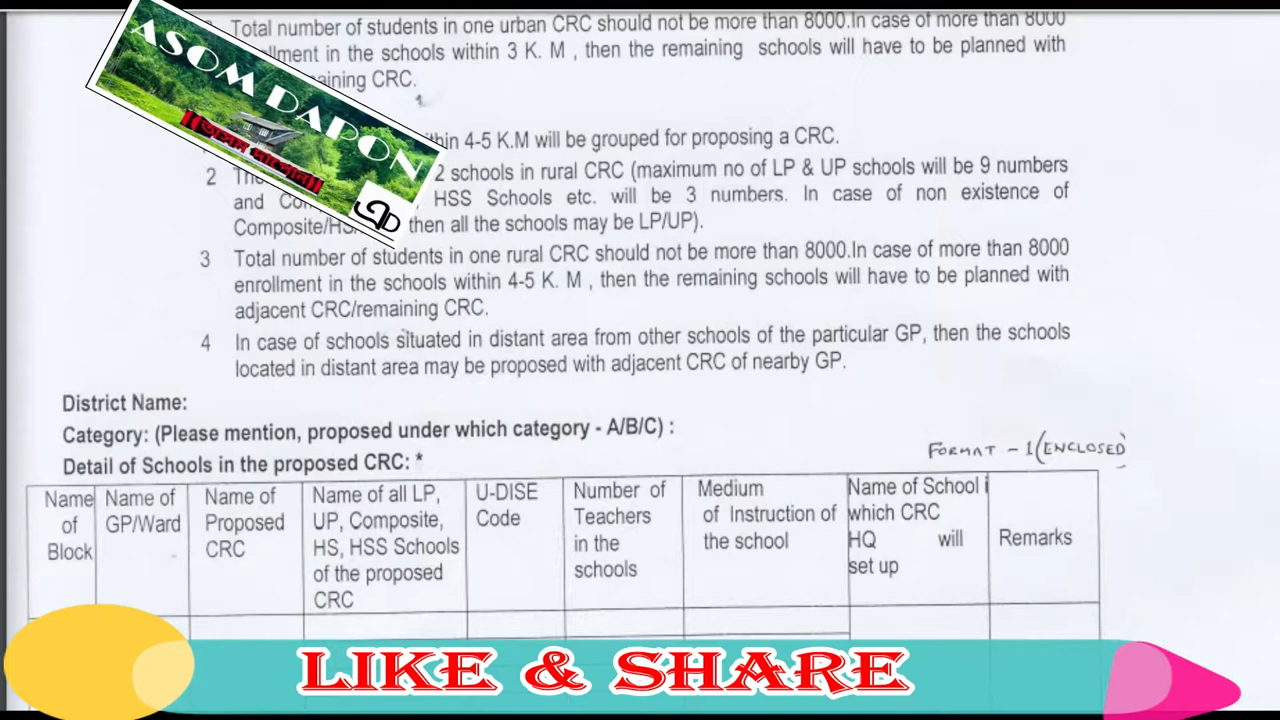 Total number of students in one urban CRC should not be more than 8000.In case of more than 8000
ment in the schools within 3 K. M , then the remaining schools will have to be planned with
aining CRC.
ASOM DAPON
thin 4-5 K.M will be grouped for proposing a CRC.
2 2 schools in rural CRC (maximum no of LP & UP schools will be 9 numbers
and HSS Schools etc. will be 3 numbers. In case of non existence of
Composite/HS then all the schools may be LP/UP).
3 Total number of students in one rural CRC should not be more than 8000.In case of more than 8000
enrollment in the schools within 4-5 K. M , then the remaining schools will have to be planned with
adjacent CRC/remaining CRC.
4 In case of schools situated in distant area from other schools of the particular GP, then the schools
located in distant area may be proposed with adjacent CRC of nearby GP.
District Name:
Category: (Please mention, proposed under which category - A/B/C) :
Detail of Schools in the proposed CRC: *
FORMAT - 1 (ENCLOSED)
Name of Block
Name of GP/Ward
Name of Proposed CRC
Name of all LP, UP, Composite, HS, HSS Schools of the proposed CRC
U-DISE Code
Number of Teachers in the schools
Medium of Instruction of the school
Name of School i which CRC HQ will set up
Remarks
LIKE & SHARE